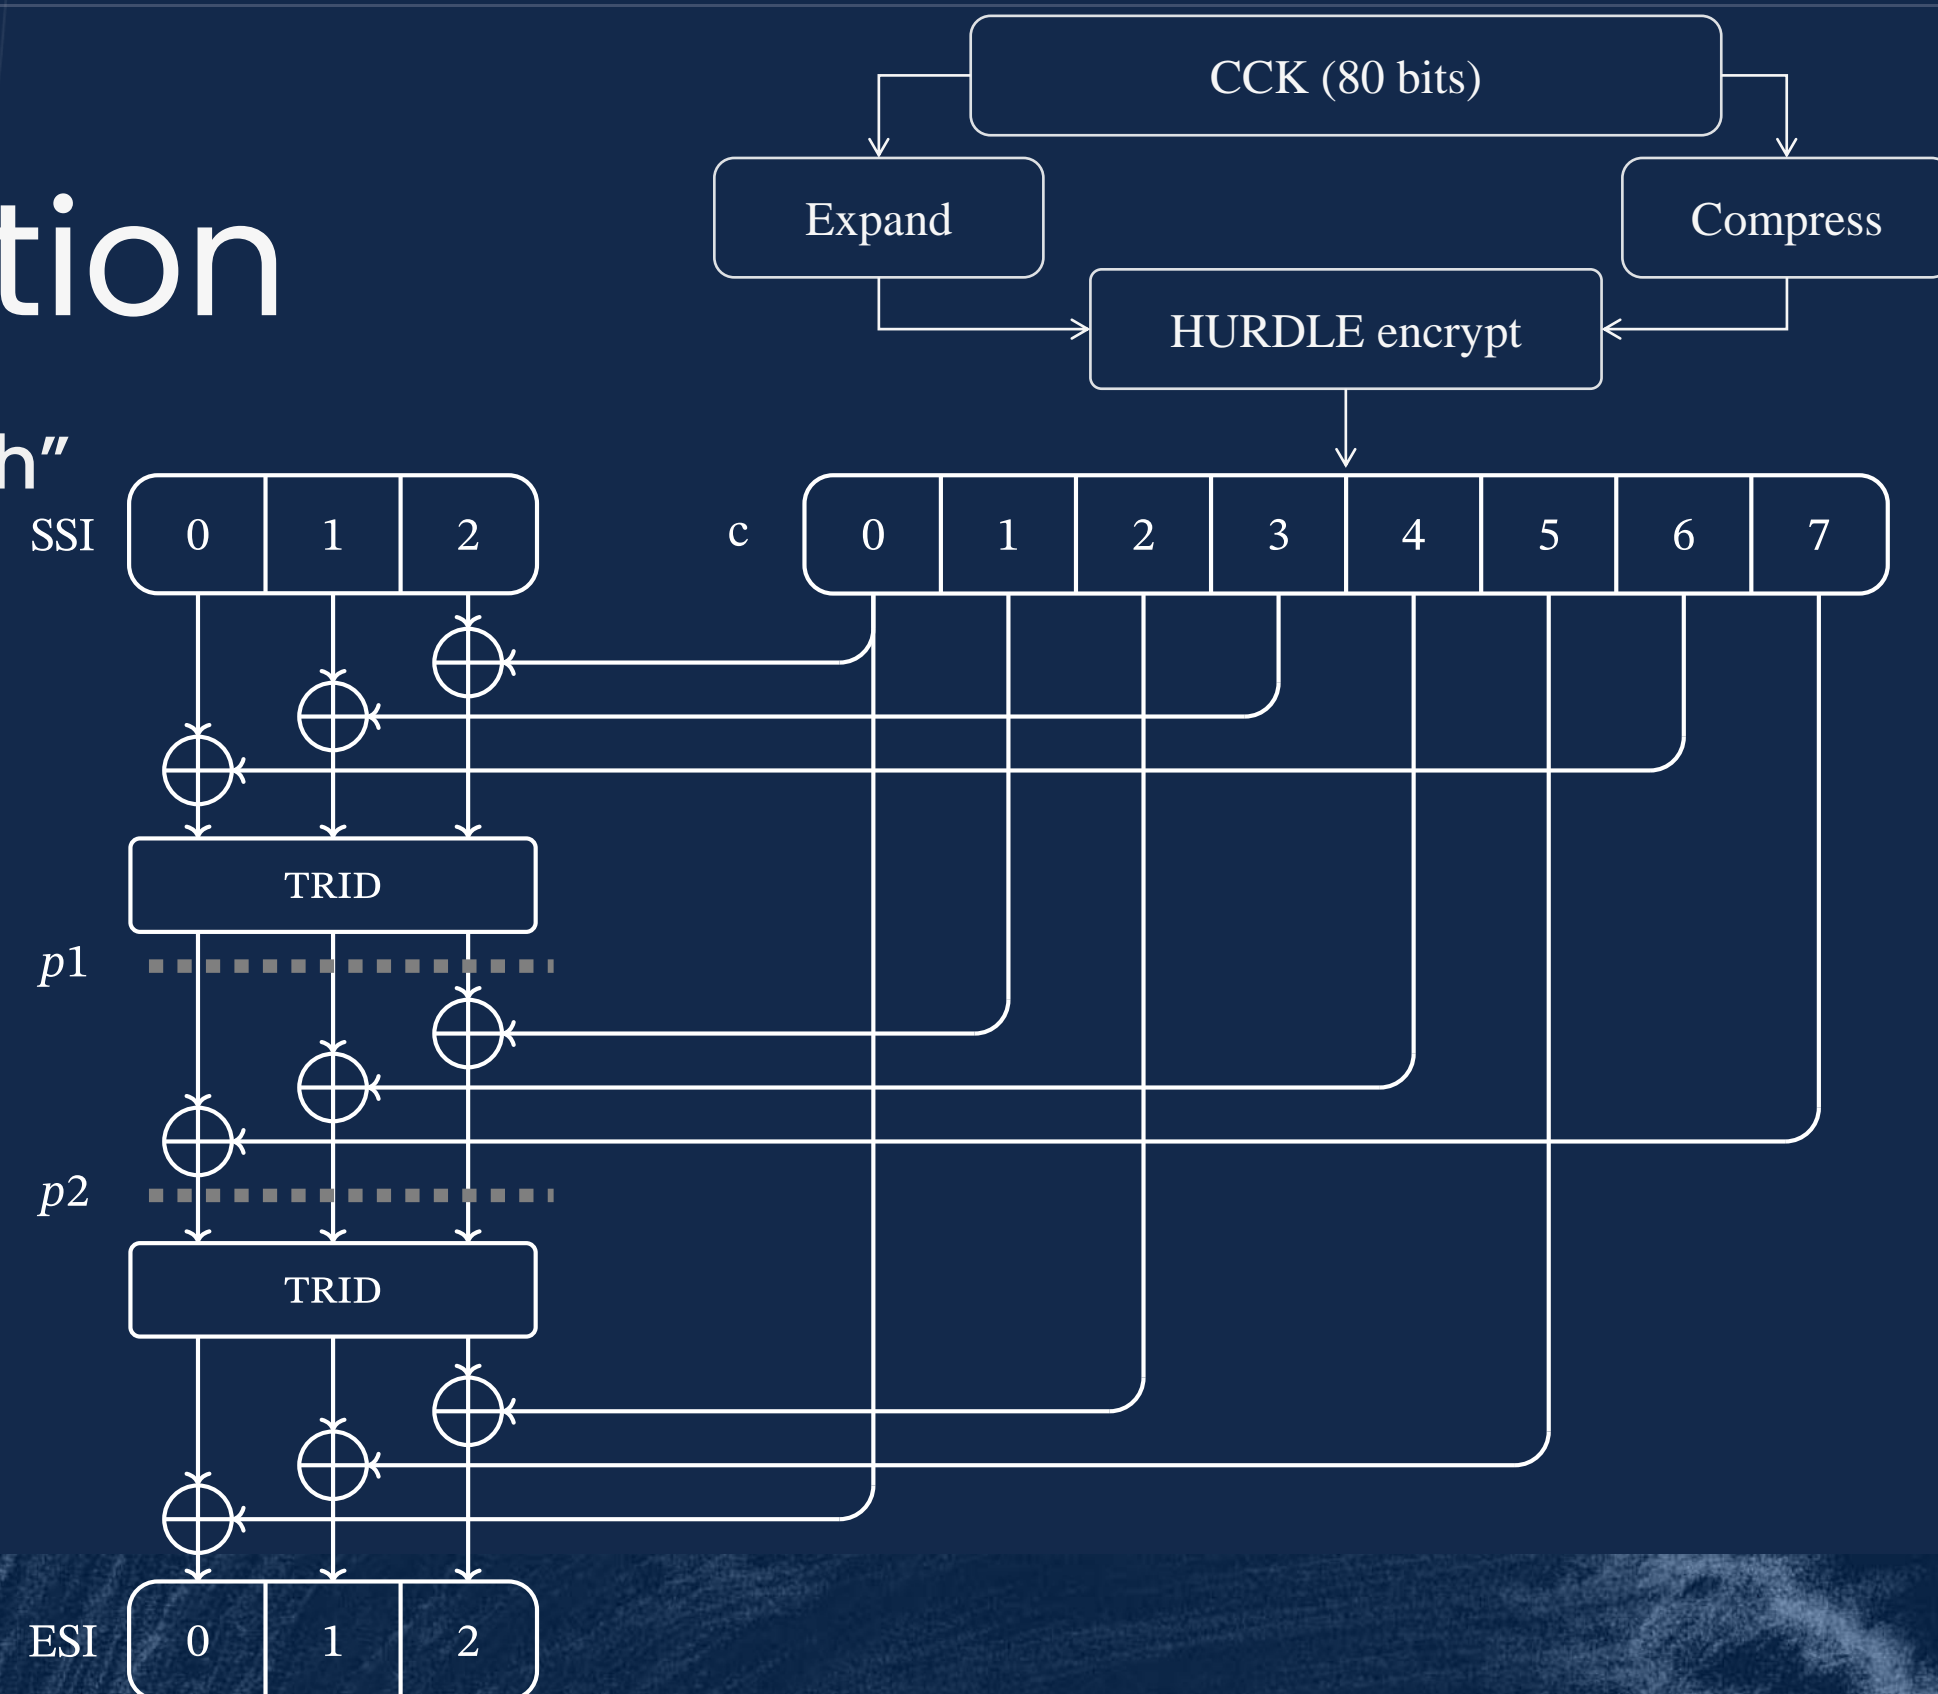 CCK (80 bits)
Expand
Compress
tion
HURDLE encrypt
h”
SSI 0 1 2 c 0 1 2 3 4 5 6 7
TRID
p1
p2
TRID
ESI 0 1 2